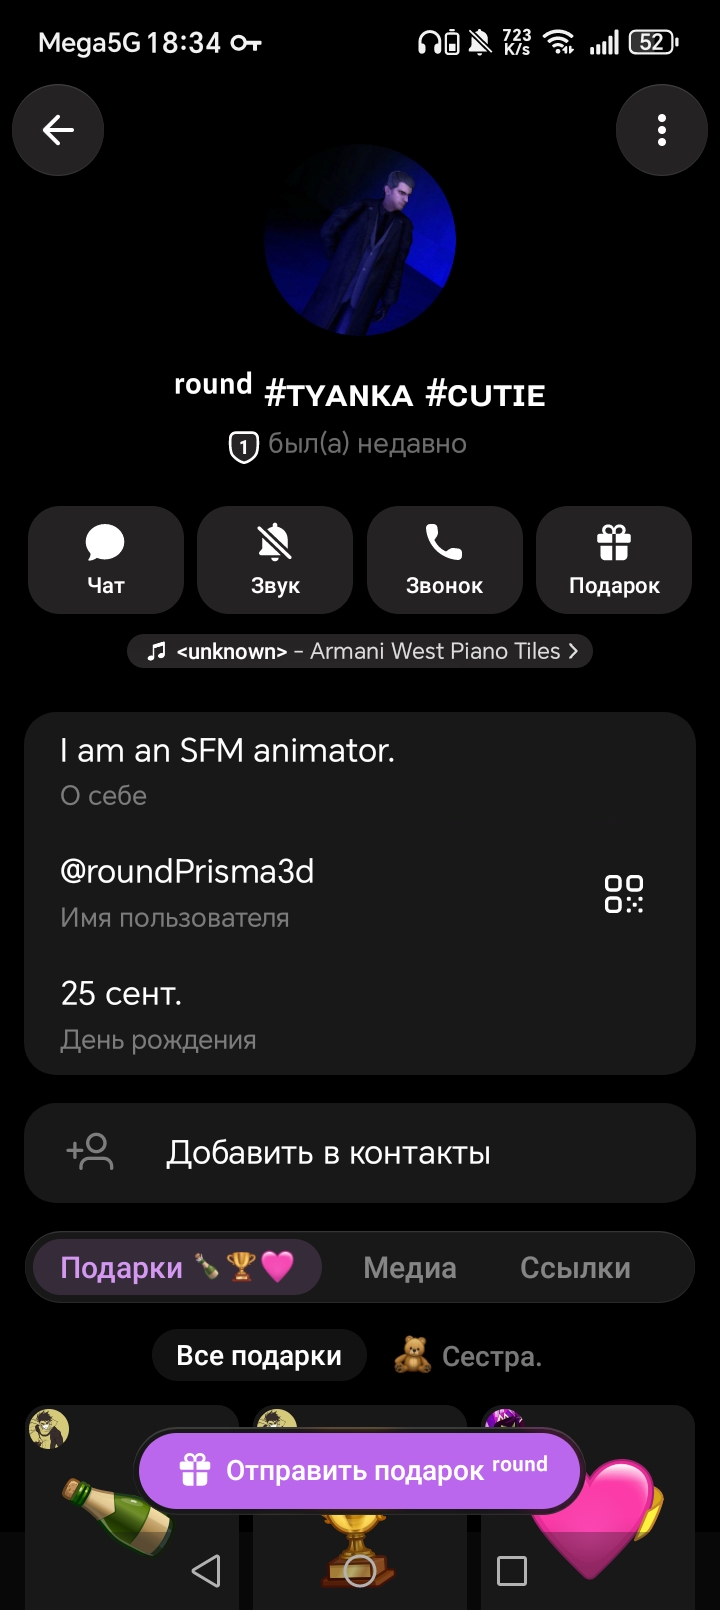 Mega5G 18:34 723 K/s 52
round #TYANKA #CUTIE
1 был(а) недавно
Чат Звук Звонок Подарок
<unknown> – Armani West Piano Tiles
I am an SFM animator.
О себе
@roundPrisma3d
Имя пользователя
25 сент.
День рождения
Добавить в контакты
Подарки 🍾🏆🩷 Медиа Ссылки
Все подарки 🧸 Сестра.
Отправить подарок round